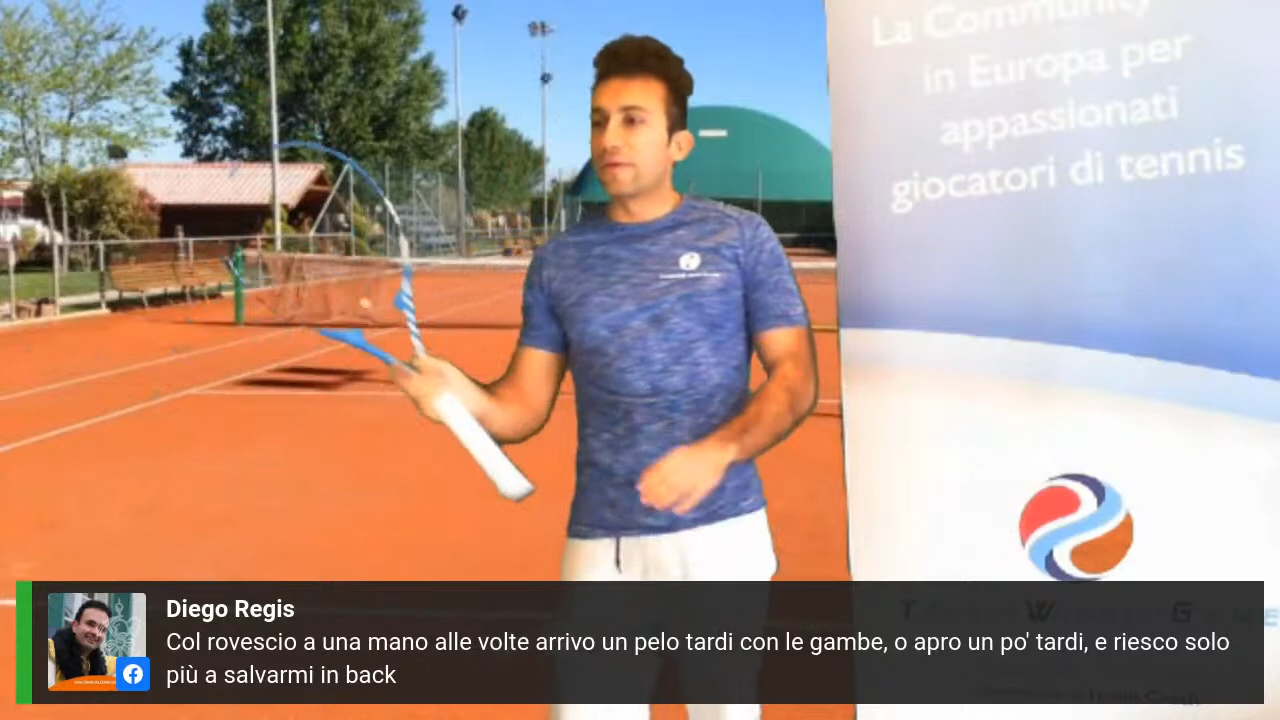 La Community
in Europa per
appassionati
giocatori di tennis
Diego Regis
Col rovescio a una mano alle volte arrivo un pelo tardi con le gambe, o apro un po' tardi, e riesco solo
più a salvarmi in back